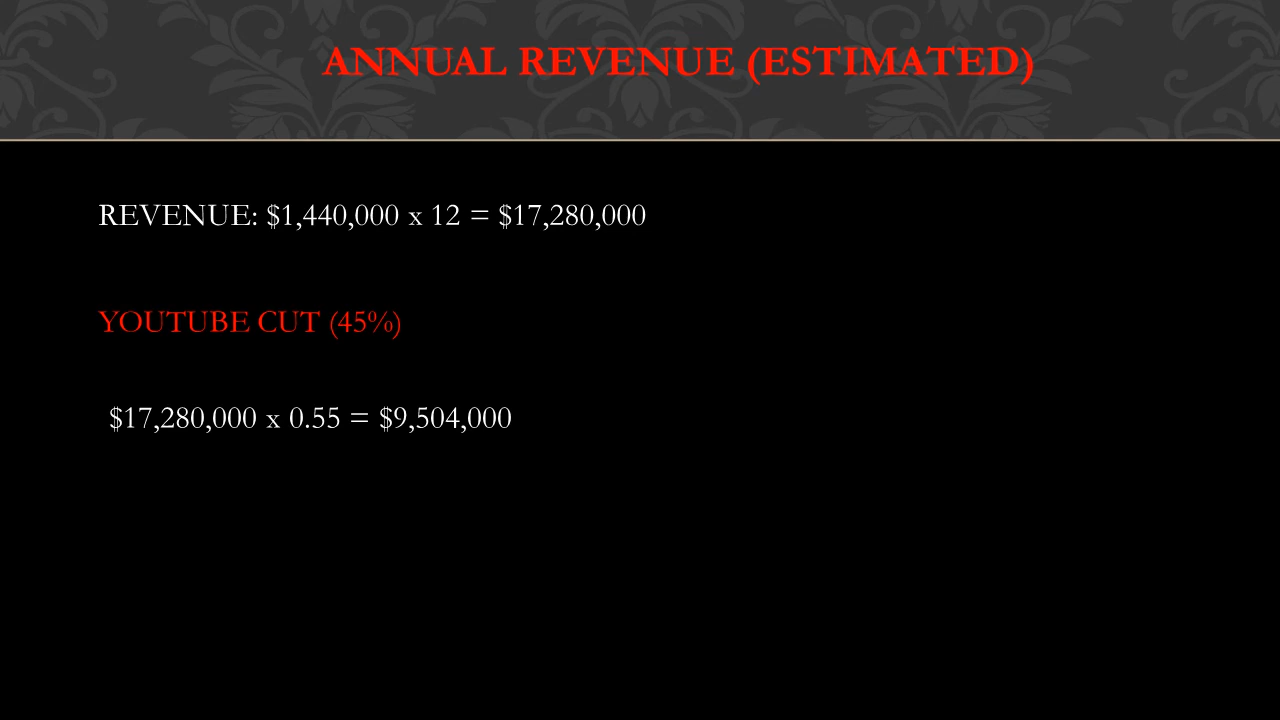 ANNUAL REVENUE (ESTIMATED)
REVENUE: $1,440,000 x 12 = $17,280,000
YOUTUBE CUT (45%)
$17,280,000 x 0.55 = $9,504,000